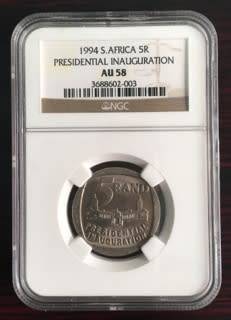 1994 S.AFRICA 5R
PRESIDENTIAL INAUGURATION
AU 58
3688602-003
NGC
5 RAND
PRESIDENTIAL
INAUGURATION